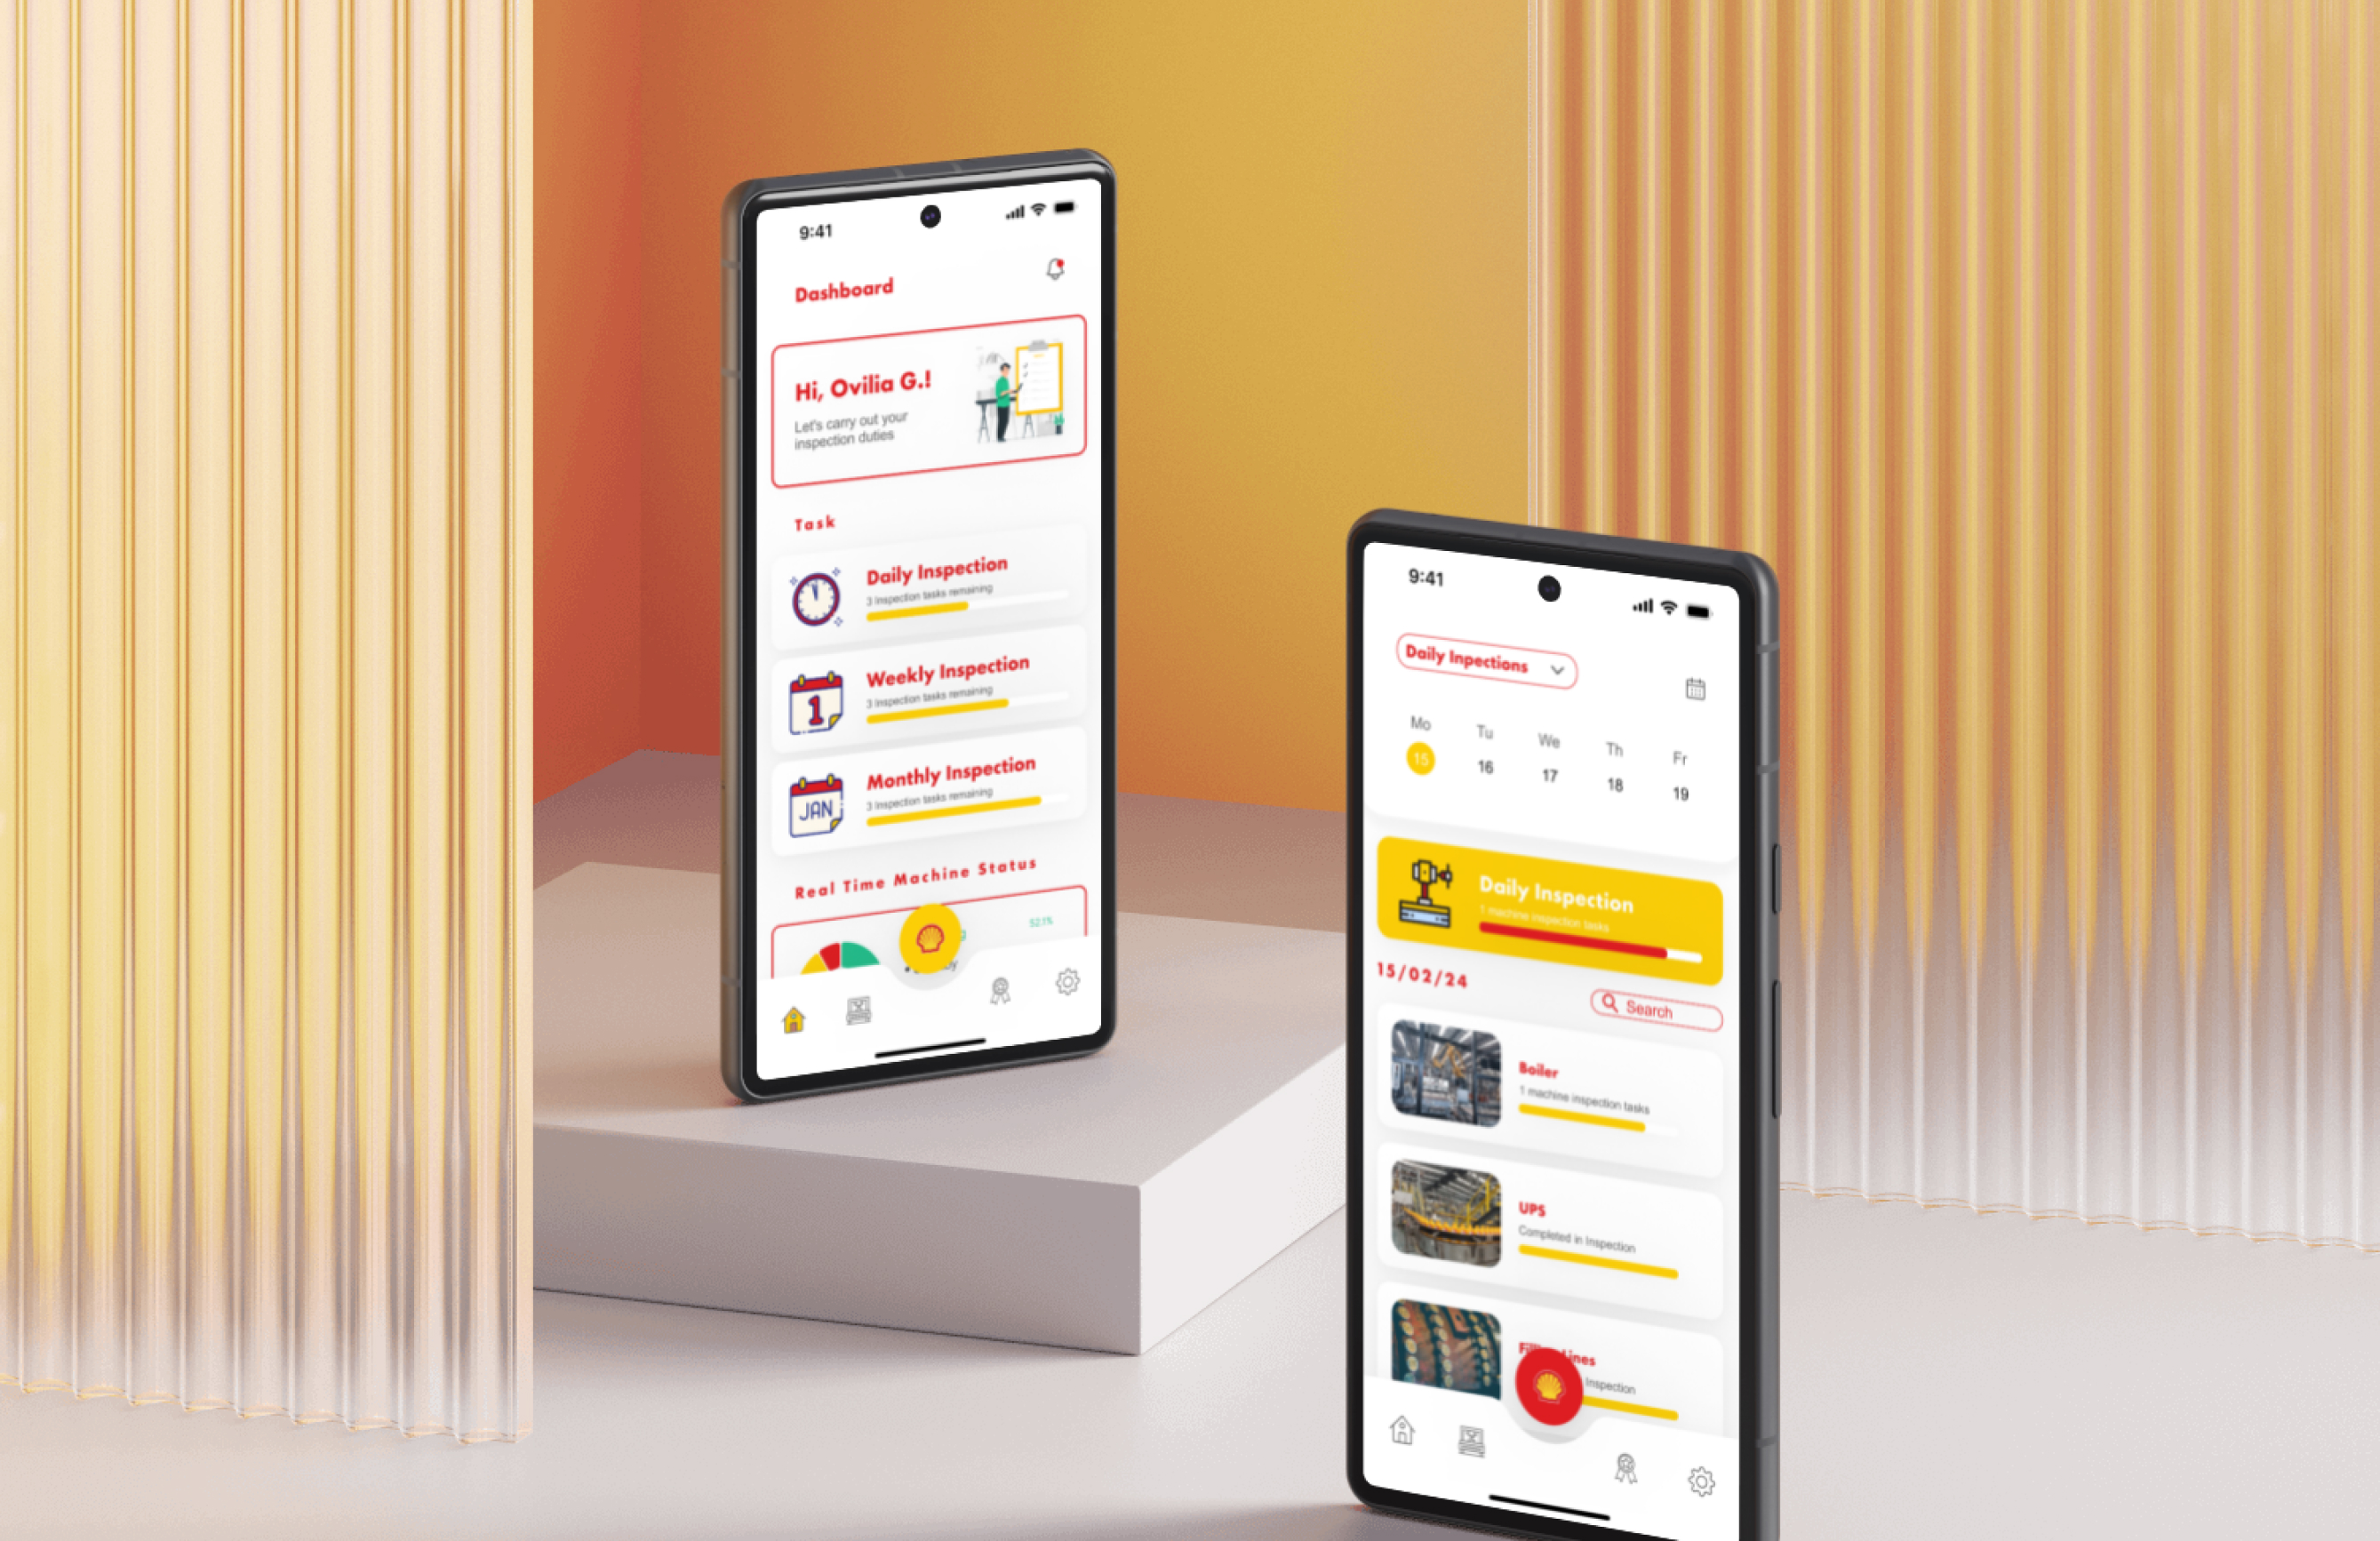 9:41
Dashboard
Hi, Ovilia G.!
Let's carry out your
inspection duties
Task
Daily Inspection
3 Inspection tasks remaining
1
Weekly Inspection
3 Inspection tasks remaining
JAN
Monthly Inspection
3 Inspection tasks remaining
Real Time Machine Status
52.1%
9:41
Daily Inpections
Mo Tu We Th Fr
15 16 17 18 19
Daily Inspection
1 machine inspection tasks
15/02/24
Search
Boiler
1 machine inspection tasks
UPS
Completed in Inspection
Lines
Inspection